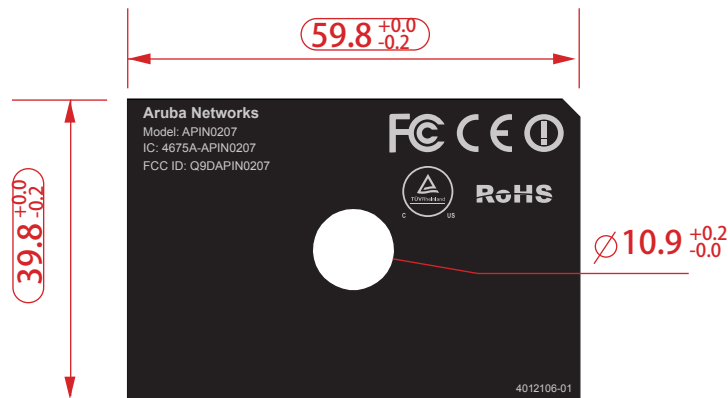 59.8 +0.0 -0.2
Aruba Networks
Model: APIN0207
IC: 4675A-APIN0207
FCC ID: Q9DAPIN0207
FC CE
TÜVRheinland
C US
RoHS
39.8 +0.0 -0.2
⌀10.9 +0.2 -0.0
4012106-01